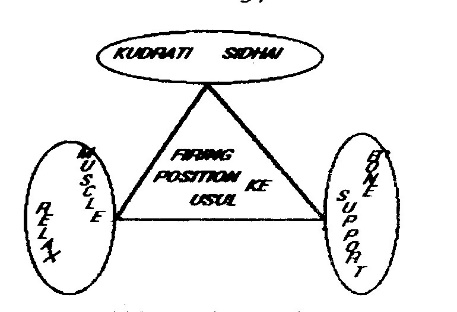 KUDRATI SIDHAI
FIRING
POSITION KE
USUL
MUSCLE
RELAX
BONE
SUPPORT